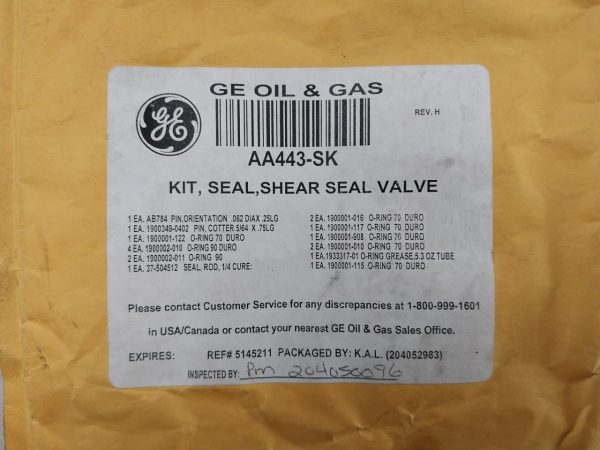 GE OIL & GAS
GE
REV. H
AA443-SK
KIT, SEAL,SHEAR SEAL VALVE
1 EA. AB784 PIN,ORIENTATION .062 DIAX .25LG
1 EA. 1900349-0402 PIN, COTTER 5/64 X .75LG
1 EA. 1900001-122 O-RING 70 DURO
4 EA. 1900002-010 O-RING 90 DURO
2 EA. 1900002-011 O-RING 90
1 EA. 37-504512 SEAL, ROD, 1/4 CURE:
2 EA. 1900001-016 O-RING 70 DURO
1 EA. 1900001-117 O-RING 70 DURO
1 EA. 1900001-908 O-RING 70 DURO
2 EA. 1900001-010 O-RING 70 DURO
1 EA.1933317-01 O-RING GREASE,5.3 OZ TUBE
1 EA. 1900001-115 O-RING 70 DURO
Please contact Customer Service for any discrepancies at 1-800-999-1601
in USA/Canada or contact your nearest GE Oil & Gas Sales Office.
EXPIRES: REF# 5145211 PACKAGED BY: K.A.L. (204052983)
INSPECTED BY: Pm 204050096